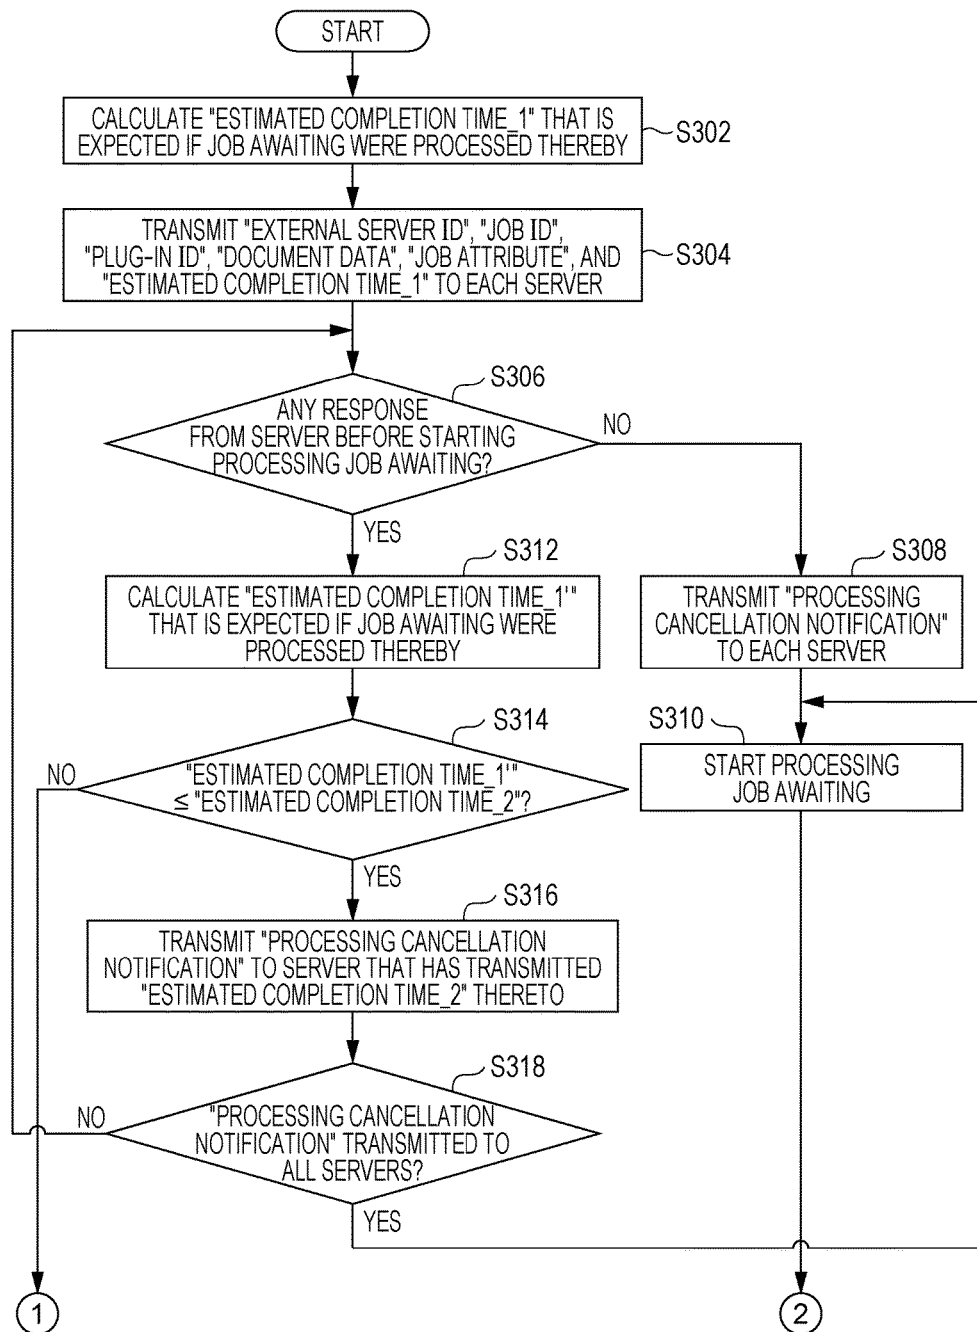 START
CALCULATE "ESTIMATED COMPLETION TIME_1" THAT IS
EXPECTED IF JOB AWAITING WERE PROCESSED THEREBY
S302
TRANSMIT "EXTERNAL SERVER ID", "JOB ID",
"PLUG-IN ID", "DOCUMENT DATA", "JOB ATTRIBUTE", AND
"ESTIMATED COMPLETION TIME_1" TO EACH SERVER
S304
S306
ANY RESPONSE
FROM SERVER BEFORE STARTING
PROCESSING JOB AWAITING?
NO
YES
S312
CALCULATE "ESTIMATED COMPLETION TIME_1'"
THAT IS EXPECTED IF JOB AWAITING WERE
PROCESSED THEREBY
S308
TRANSMIT "PROCESSING
CANCELLATION NOTIFICATION"
TO EACH SERVER
S314
"ESTIMATED COMPLETION TIME_1'"
≤ "ESTIMATED COMPLETION TIME_2"?
NO
YES
S310
START PROCESSING
JOB AWAITING
S316
TRANSMIT "PROCESSING CANCELLATION
NOTIFICATION" TO SERVER THAT HAS TRANSMITTED
"ESTIMATED COMPLETION TIME_2" THERETO
S318
"PROCESSING CANCELLATION
NOTIFICATION" TRANSMITTED TO
ALL SERVERS?
NO
YES
1
2